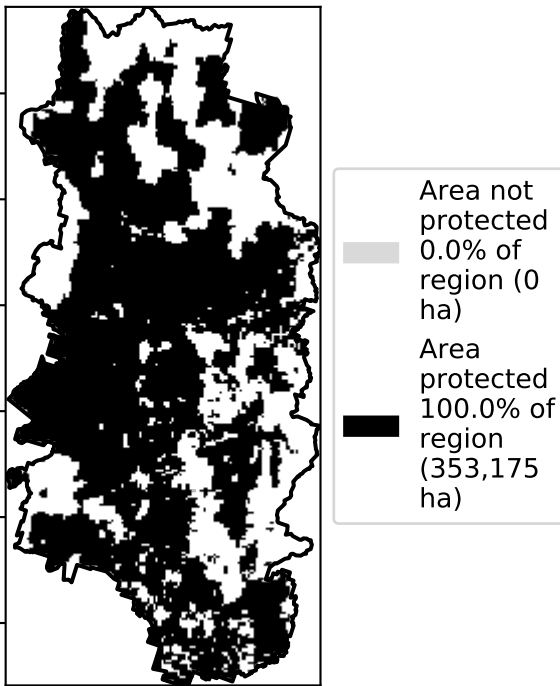 Area not
protected
0.0% of
region (0
ha)
Area
protected
100.0% of
region
(353,175
ha)